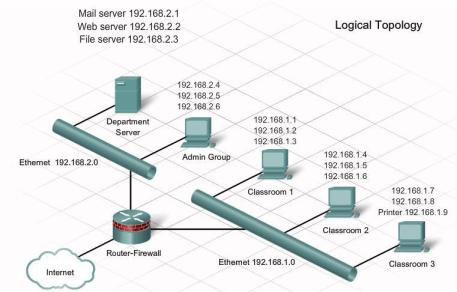 Mail server 192.168.2.1
Web server 192.168.2.2
File server 192.168.2.3
Logical Topology
192.168.2.4
192.168.2.5
192.168.2.6
Department
Server
Admin Group
Ethernet 192.168.2.0
192.168.1.1
192.168.1.2
192.168.1.3
Classroom 1
192.168.1.4
192.168.1.5
192.168.1.6
Classroom 2
192.168.1.7
192.168.1.8
Printer 192.168.1.9
Classroom 3
Router-Firewall
Ethernet 192.168.1.0
Internet